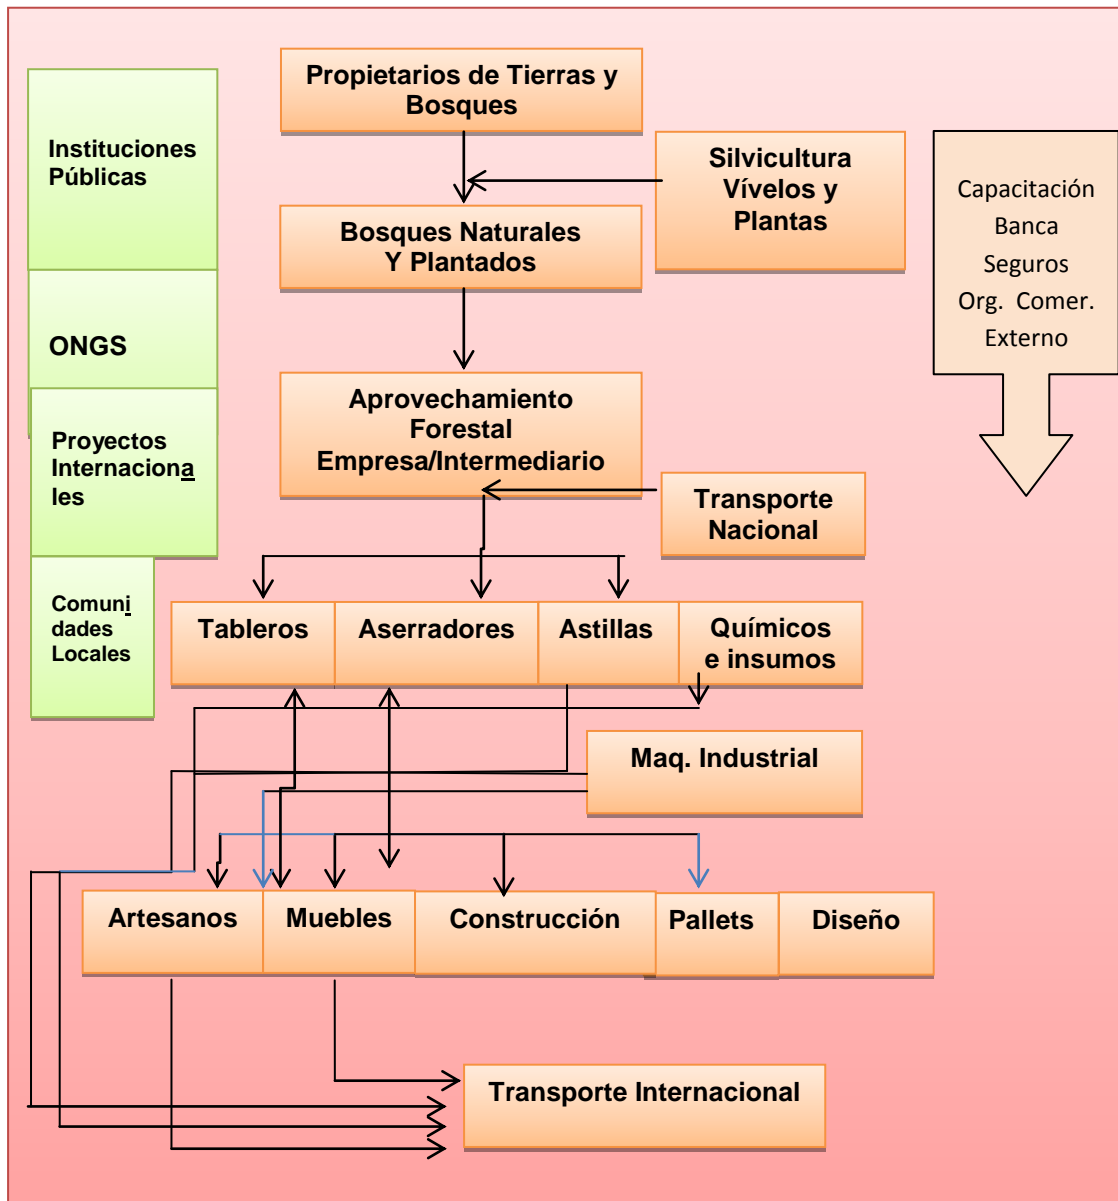 Propietarios de Tierras y
Bosques
Instituciones
Públicas
Silvicultura
Vívelos y
Plantas
Capacitación
Banca
Seguros
Org. Comer.
Externo
Bosques Naturales
Y Plantados
ONGS
Aprovechamiento
Forestal
Empresa/Intermediario
Proyectos
Internaciona
les
Transporte
Nacional
Comuni
dades
Locales
Tableros
Aserradores
Astillas
Químicos
e insumos
Maq. Industrial
Artesanos
Muebles
Construcción
Pallets
Diseño
Transporte Internacional